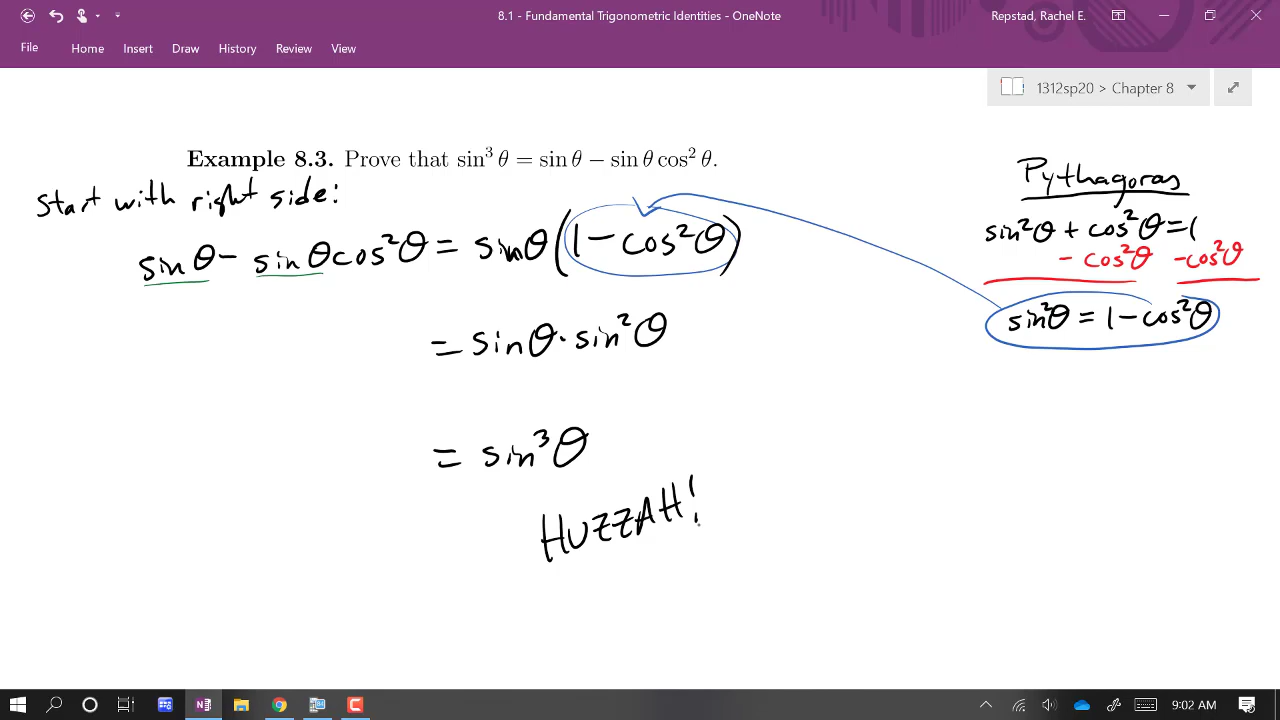 8.1 - Fundamental Trigonometric Identities - OneNote
Repstad, Rachel E.
File Home Insert Draw History Review View
1312sp20 > Chapter 8
Example 8.3. Prove that sin³ θ = sin θ − sin θ cos² θ.
Start with right side:
sinθ − sinθcos²θ = sinθ(1 − cos²θ)
= sinθ · sin²θ
= sin³θ
HUZZAH!
Pythagoras
sin²θ + cos²θ = 1
− cos²θ −cos²θ
sin²θ = 1 − cos²θ
9:02 AM